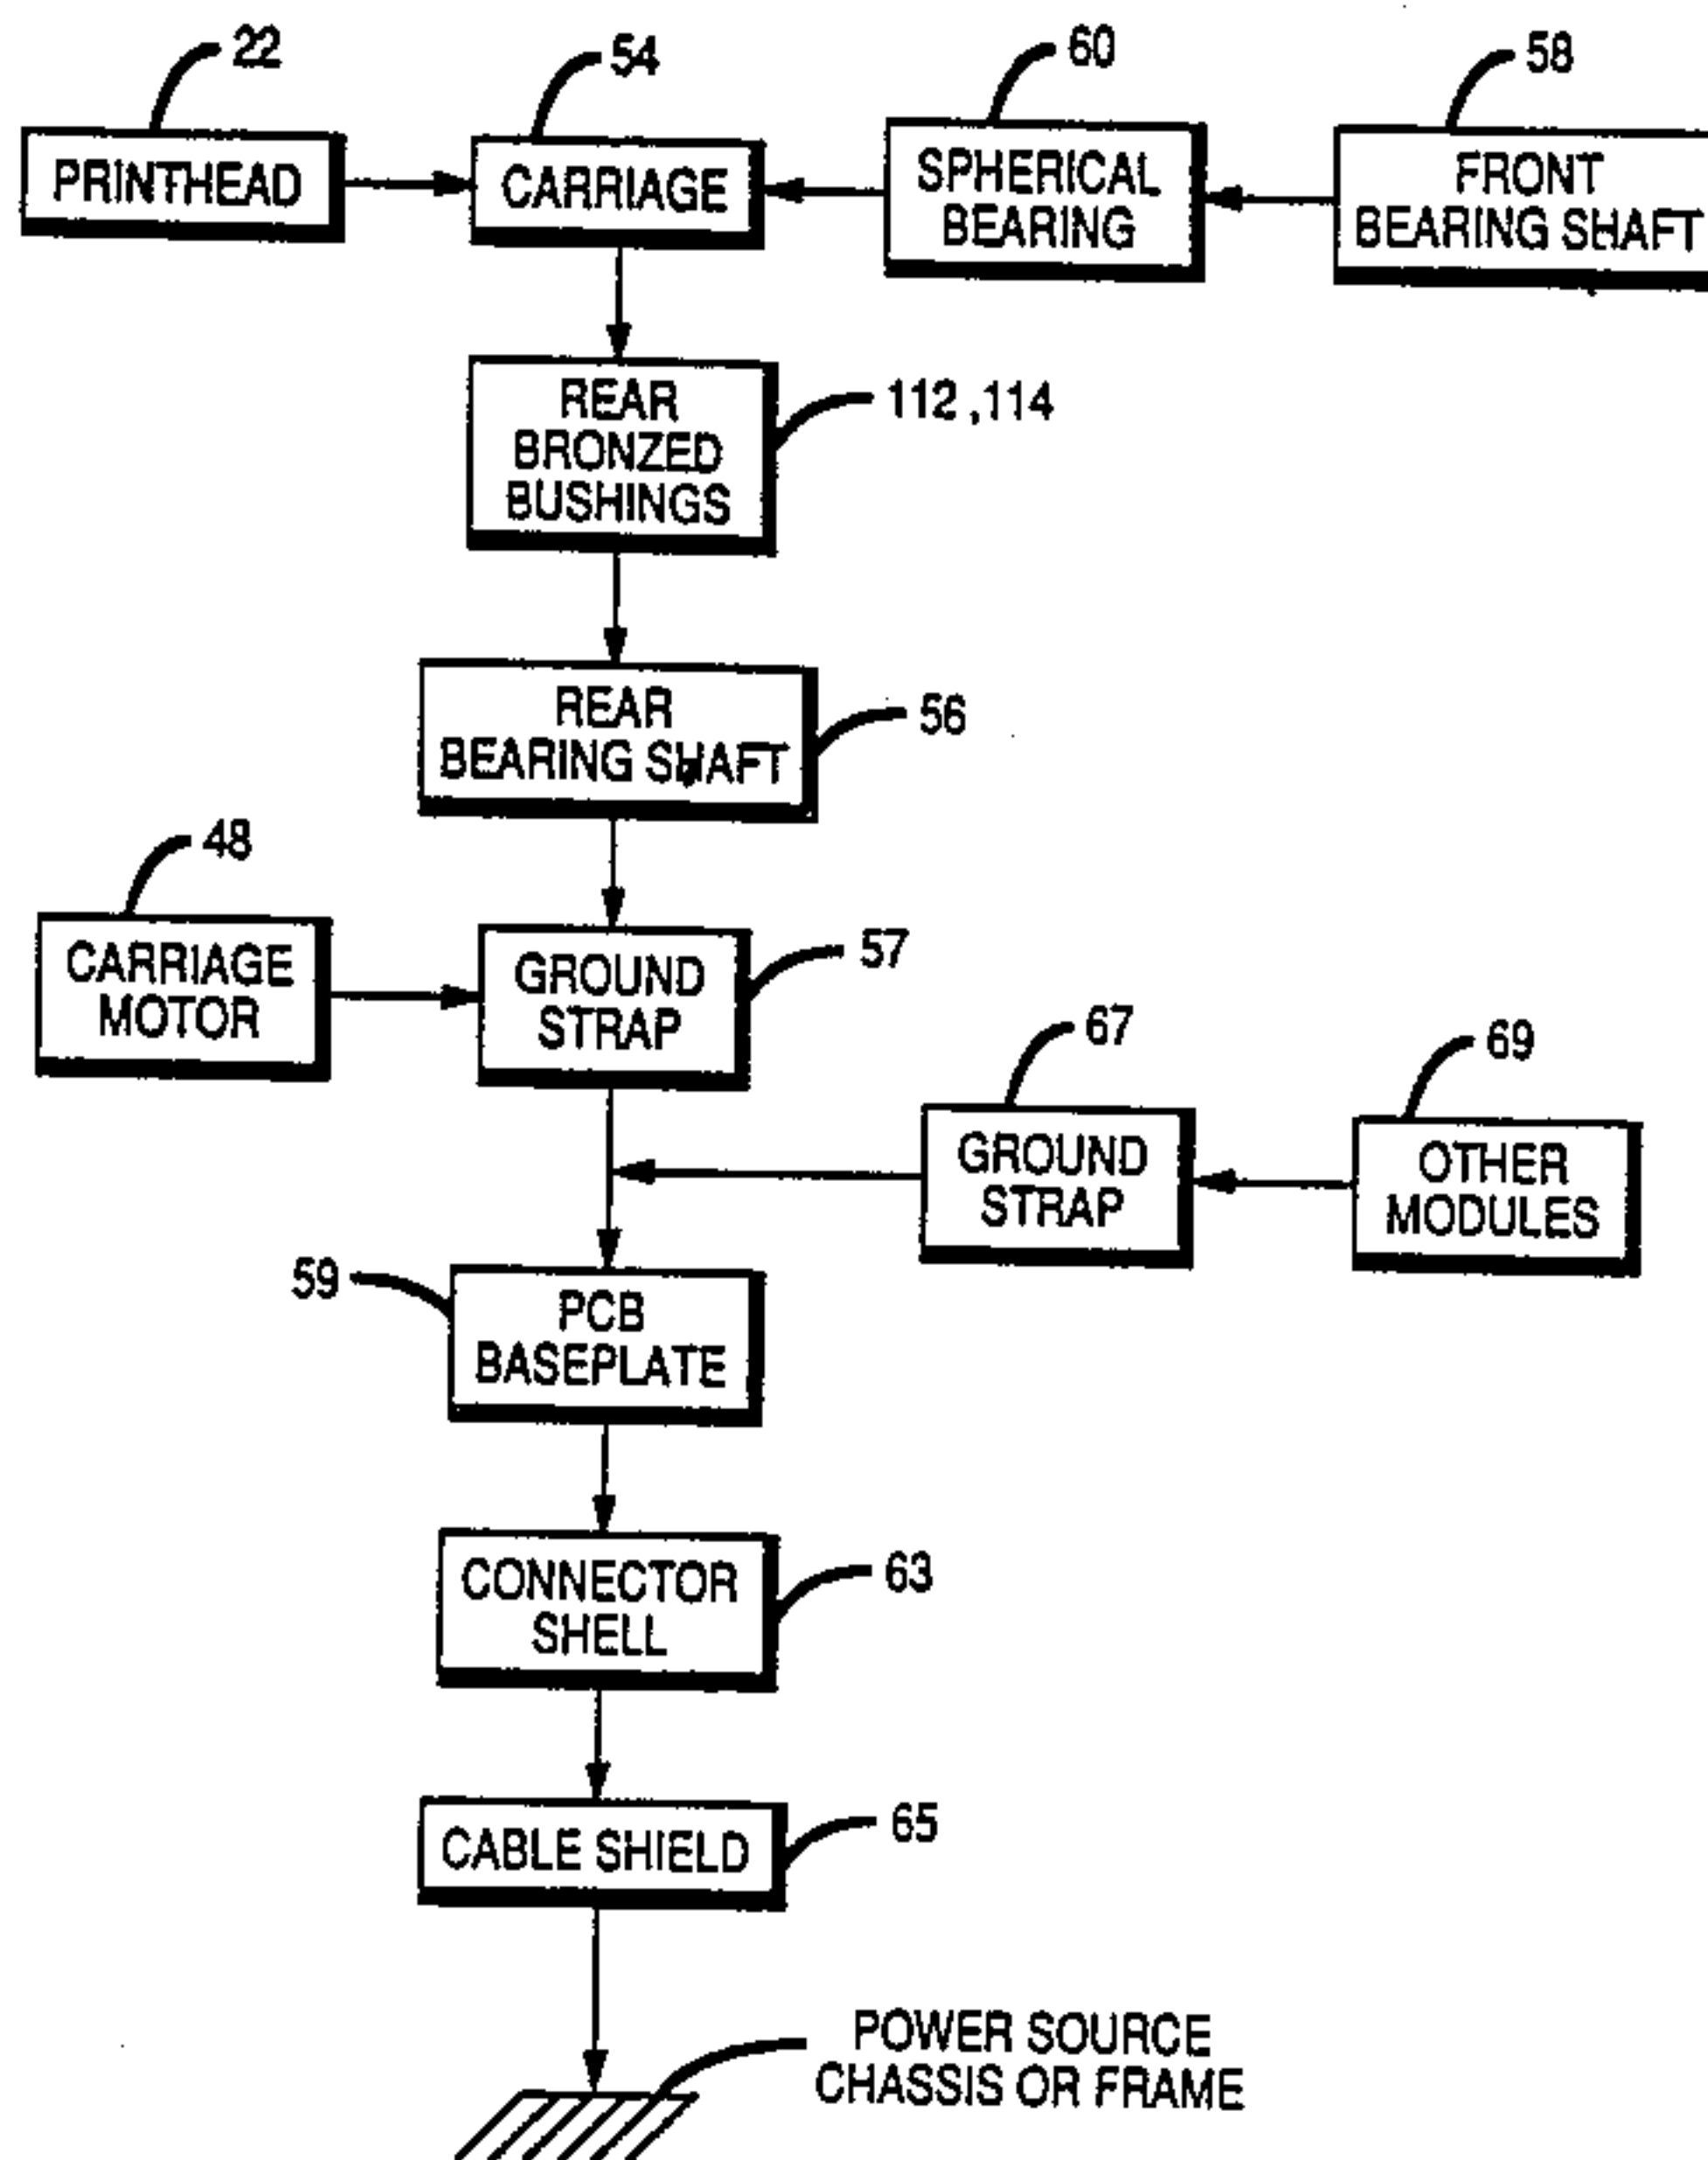 22
54
60
58
PRINTHEAD
CARRIAGE
SPHERICAL
BEARING
FRONT
BEARING SHAFT
REAR
BRONZED
BUSHINGS
112,114
REAR
BEARING SHAFT
56
48
CARRIAGE
MOTOR
GROUND
STRAP
57
67
69
GROUND
STRAP
OTHER
MODULES
59
PCB
BASEPLATE
CONNECTOR
SHELL
63
CABLE SHIELD
65
POWER SOURCE
CHASSIS OR FRAME